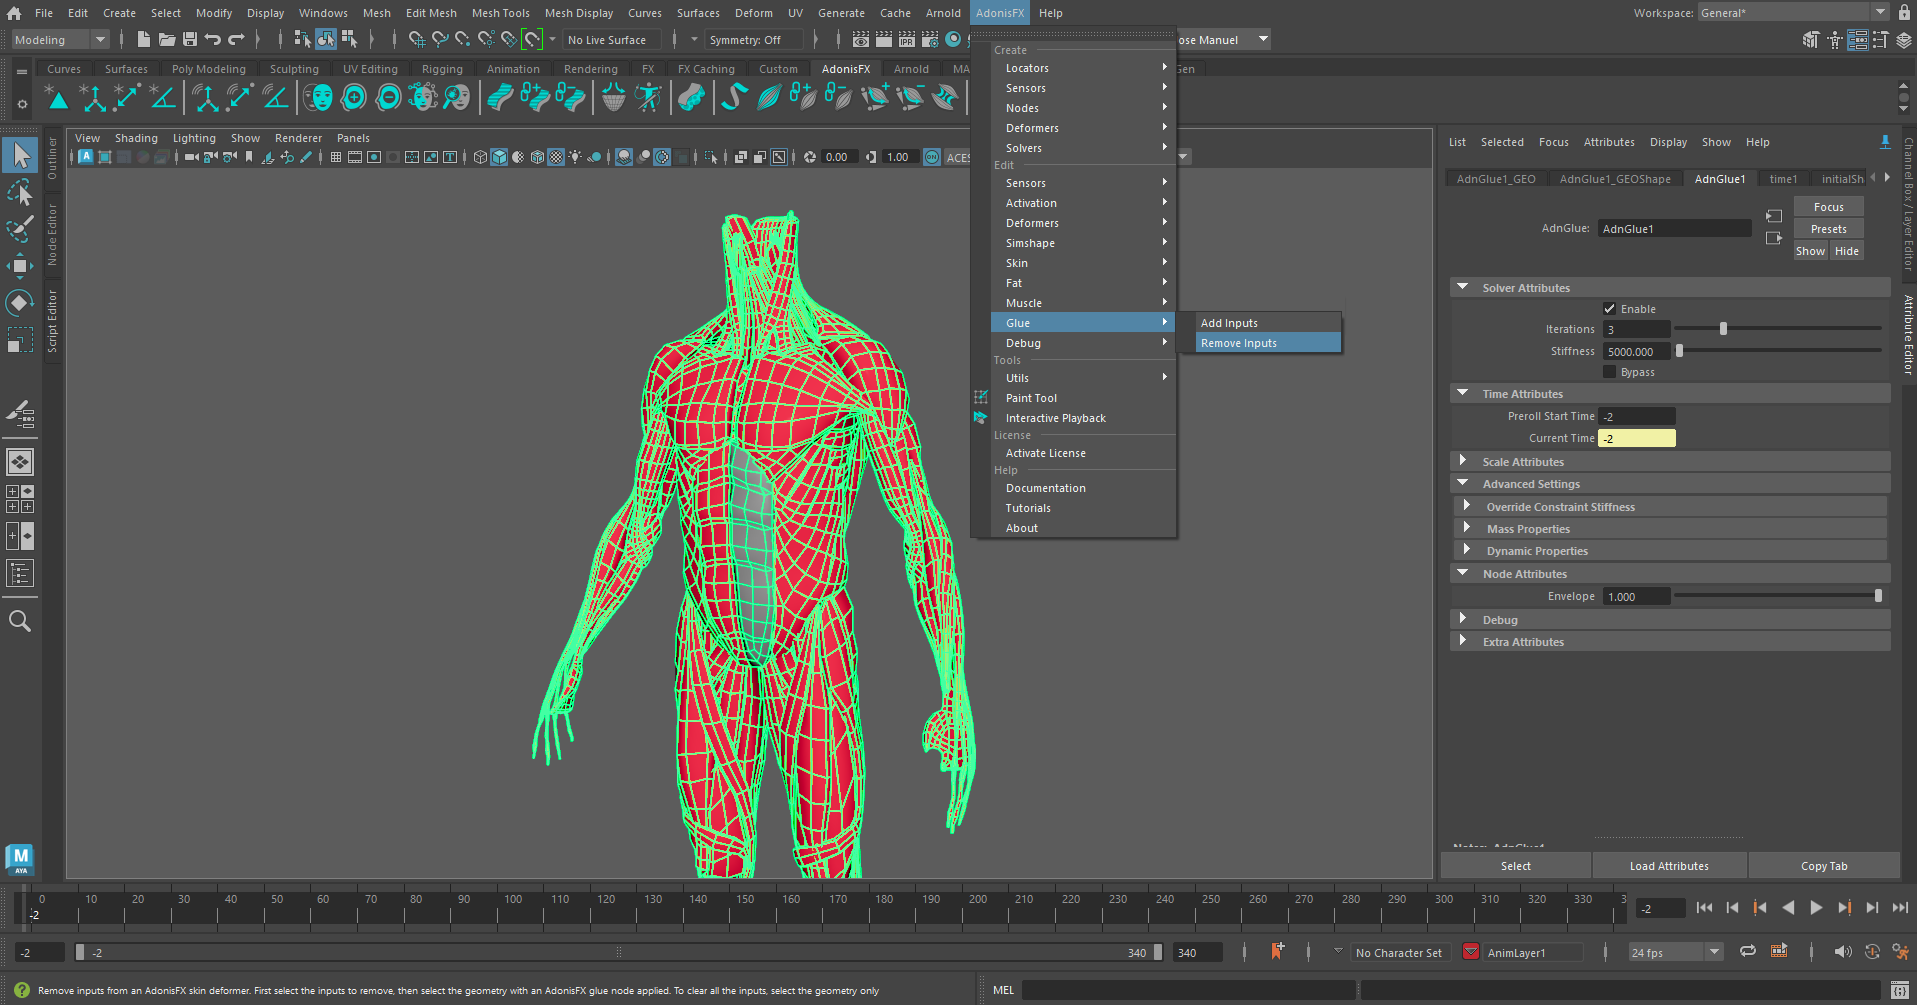 File Edit Create Select Modify Display Windows Mesh Edit Mesh Mesh Tools Mesh Display Curves Surfaces Deform UV Generate Cache Arnold AdonisFX Help Workspace: General*
Modeling No Live Surface Symmetry: Off ose Manuel
Curves Surfaces Poly Modeling Sculpting UV Editing Rigging Animation Rendering FX FX Caching Custom AdonisFX Arnold MA Gen
View Shading Lighting Show Renderer Panels
0.00 1.00 ON ACES
Outliner
Node Editor
Script Editor
Create
Locators
Sensors
Nodes
Deformers
Solvers
Edit
Sensors
Activation
Deformers
Simshape
Skin
Fat
Muscle
Glue
Debug
Tools
Utils
Paint Tool
Interactive Playback
License
Activate License
Help
Documentation
Tutorials
About
Add Inputs
Remove Inputs
List Selected Focus Attributes Display Show Help
AdnGlue1_GEO AdnGlue1_GEOShape AdnGlue1 time1 initialSh
Focus
AdnGlue: AdnGlue1 Presets
Show Hide
Solver Attributes
Enable
Iterations 3
Stiffness 5000.000
Bypass
Time Attributes
Preroll Start Time -2
Current Time -2
Scale Attributes
Advanced Settings
Override Constraint Stiffness
Mass Properties
Dynamic Properties
Node Attributes
Envelope 1.000
Debug
Extra Attributes
Notes: AdnGlue1
Select Load Attributes Copy Tab
Channel Box / Layer Editor
Attribute Editor
M
AYA
0 10 20 30 40 50 60 70 80 90 100 110 120 130 140 150 160 170 180 190 200 210 220 230 240 250 260 270 280 290 300 310 320 330 3
-2 -2
-2 -2 340 340 No Character Set AnimLayer1 24 fps
Remove inputs from an AdonisFX skin deformer. First select the inputs to remove, then select the geometry with an AdonisFX glue node applied. To clear all the inputs, select the geometry only MEL